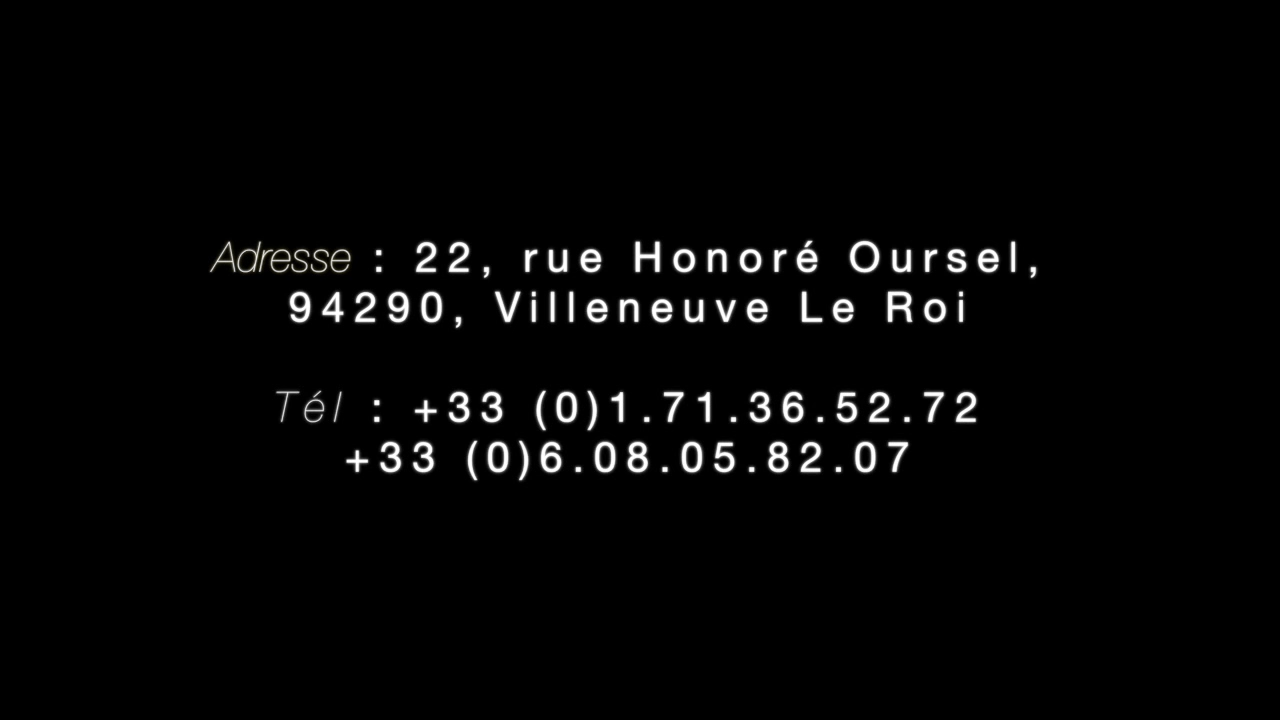 Adresse : 22, rue Honoré Oursel,
94290, Villeneuve Le Roi
Tél : +33 (0)1.71.36.52.72
+33 (0)6.08.05.82.07